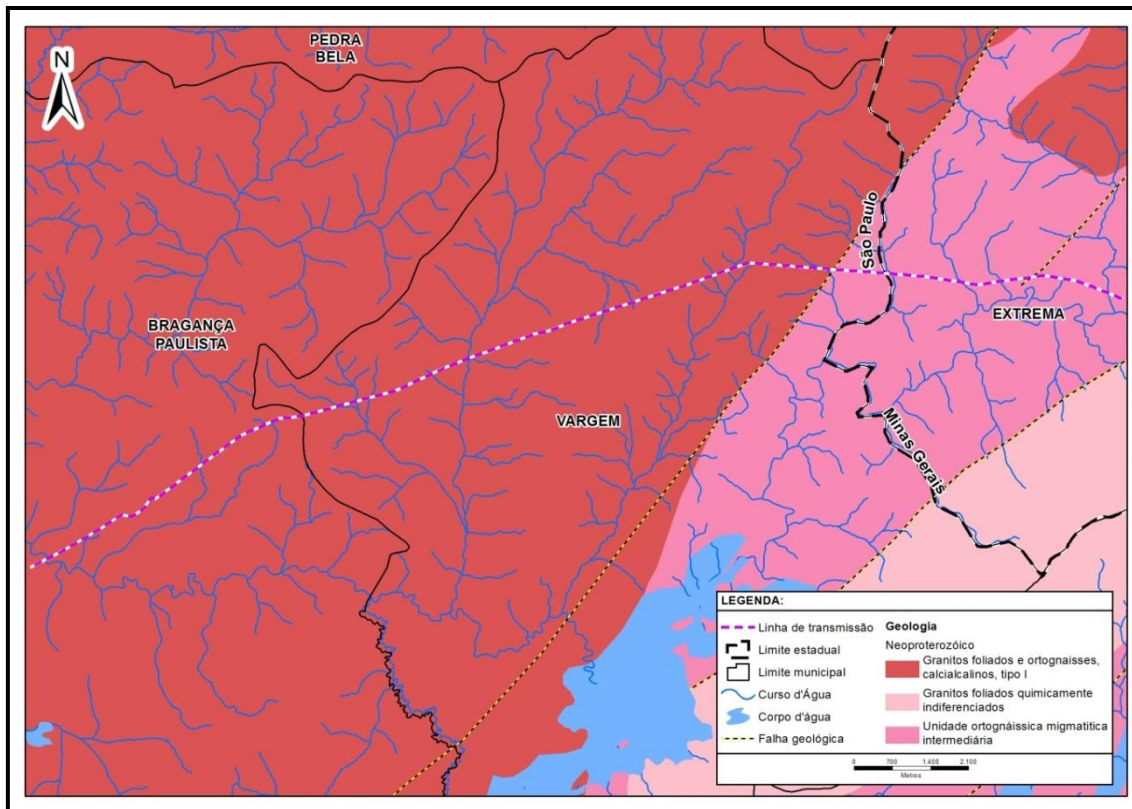 PEDRA
BELA
N
São Paulo
EXTREMA
BRAGANÇA
PAULISTA
VARGEM
Minas Gerais
LEGENDA:
Linha de transmissão
Limite estadual
Limite municipal
Curso d'Água
Corpo d'água
Falha geológica
Geologia
Neoproterozóico
Granitos foliados e ortognaisses,
calcialcalinos, tipo I
Granitos foliados quimicamente
indiferenciados
Unidade ortognáissica migmatítica
intermediária
0 700 1.400 2.100
Metros